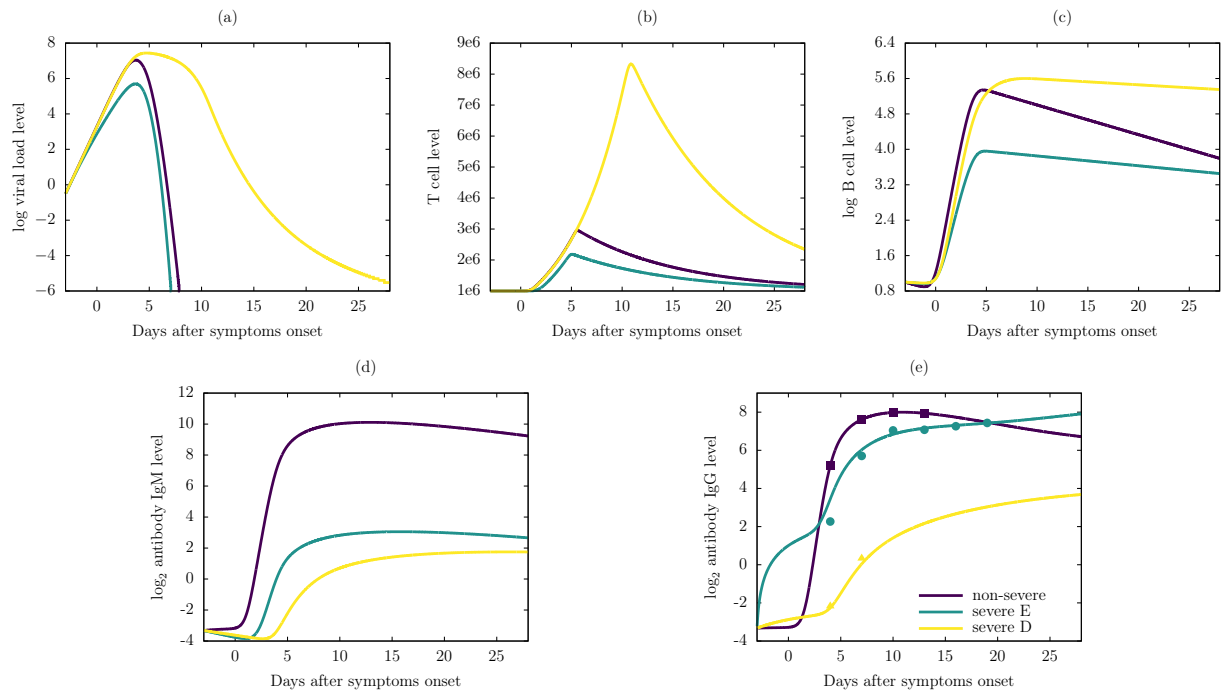 (a)
8
6
4
2
0
−2
−4
−6
0
5
10
15
20
25
log viral load level
Days after symptoms onset
(b)
9e6
8e6
7e6
6e6
5e6
4e6
3e6
2e6
1e6
0
5
10
15
20
25
T cell level
Days after symptoms onset
(c)
6.4
5.6
4.8
4.0
3.2
2.4
1.6
0.8
0
5
10
15
20
25
log B cell level
Days after symptoms onset
(d)
12
10
8
6
4
2
0
-2
-4
0
5
10
15
20
25
log₂ antibody IgM level
Days after symptoms onset
(e)
8
6
4
2
0
-2
-4
0
5
10
15
20
25
log₂ antibody IgG level
Days after symptoms onset
non-severe
severe E
severe D